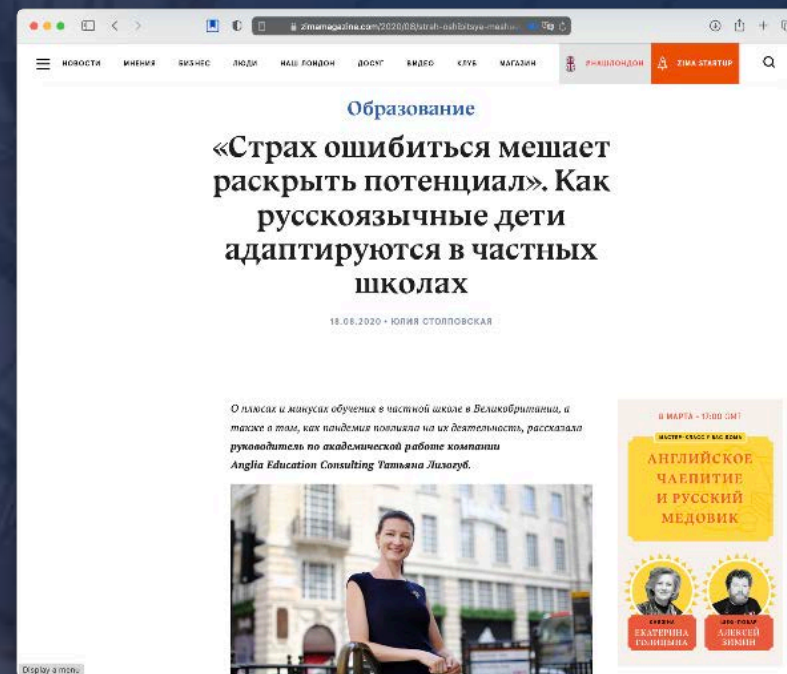 zimamagazine.com/2020/08/strah-oshibitsya-mesha
НОВОСТИ МНЕНИЯ БИЗНЕС ЛЮДИ НАШ ЛОНДОН ДОСУГ ВИДЕО КЛУБ МАГАЗИН #НАШЛОНДОН ZIMA STARTUP
Образование
«Страх ошибиться мешает
раскрыть потенциал». Как
русскоязычные дети
адаптируются в частных
школах
18.08.2020 • ЮЛИЯ СТОЛПОВСКАЯ
О плюсах и минусах обучения в частной школе в Великобритании, а
также о том, как пандемия повлияла на их деятельность, рассказала
руководитель по академической работе компании
Anglia Education Consulting Татьяна Лизогуб.
8 МАРТА • 17:00 GMT
МАСТЕР-КЛАСС У ВАС ДОМА
АНГЛИЙСКОЕ
ЧАЕПИТИЕ
И РУССКИЙ
МЕДОВИК
КНЯЖНА
ЕКАТЕРИНА
ГОЛИЦЫНА
ШЕФ-ПОВАР
АЛЕКСЕЙ
ЗИМИН
Display a menu